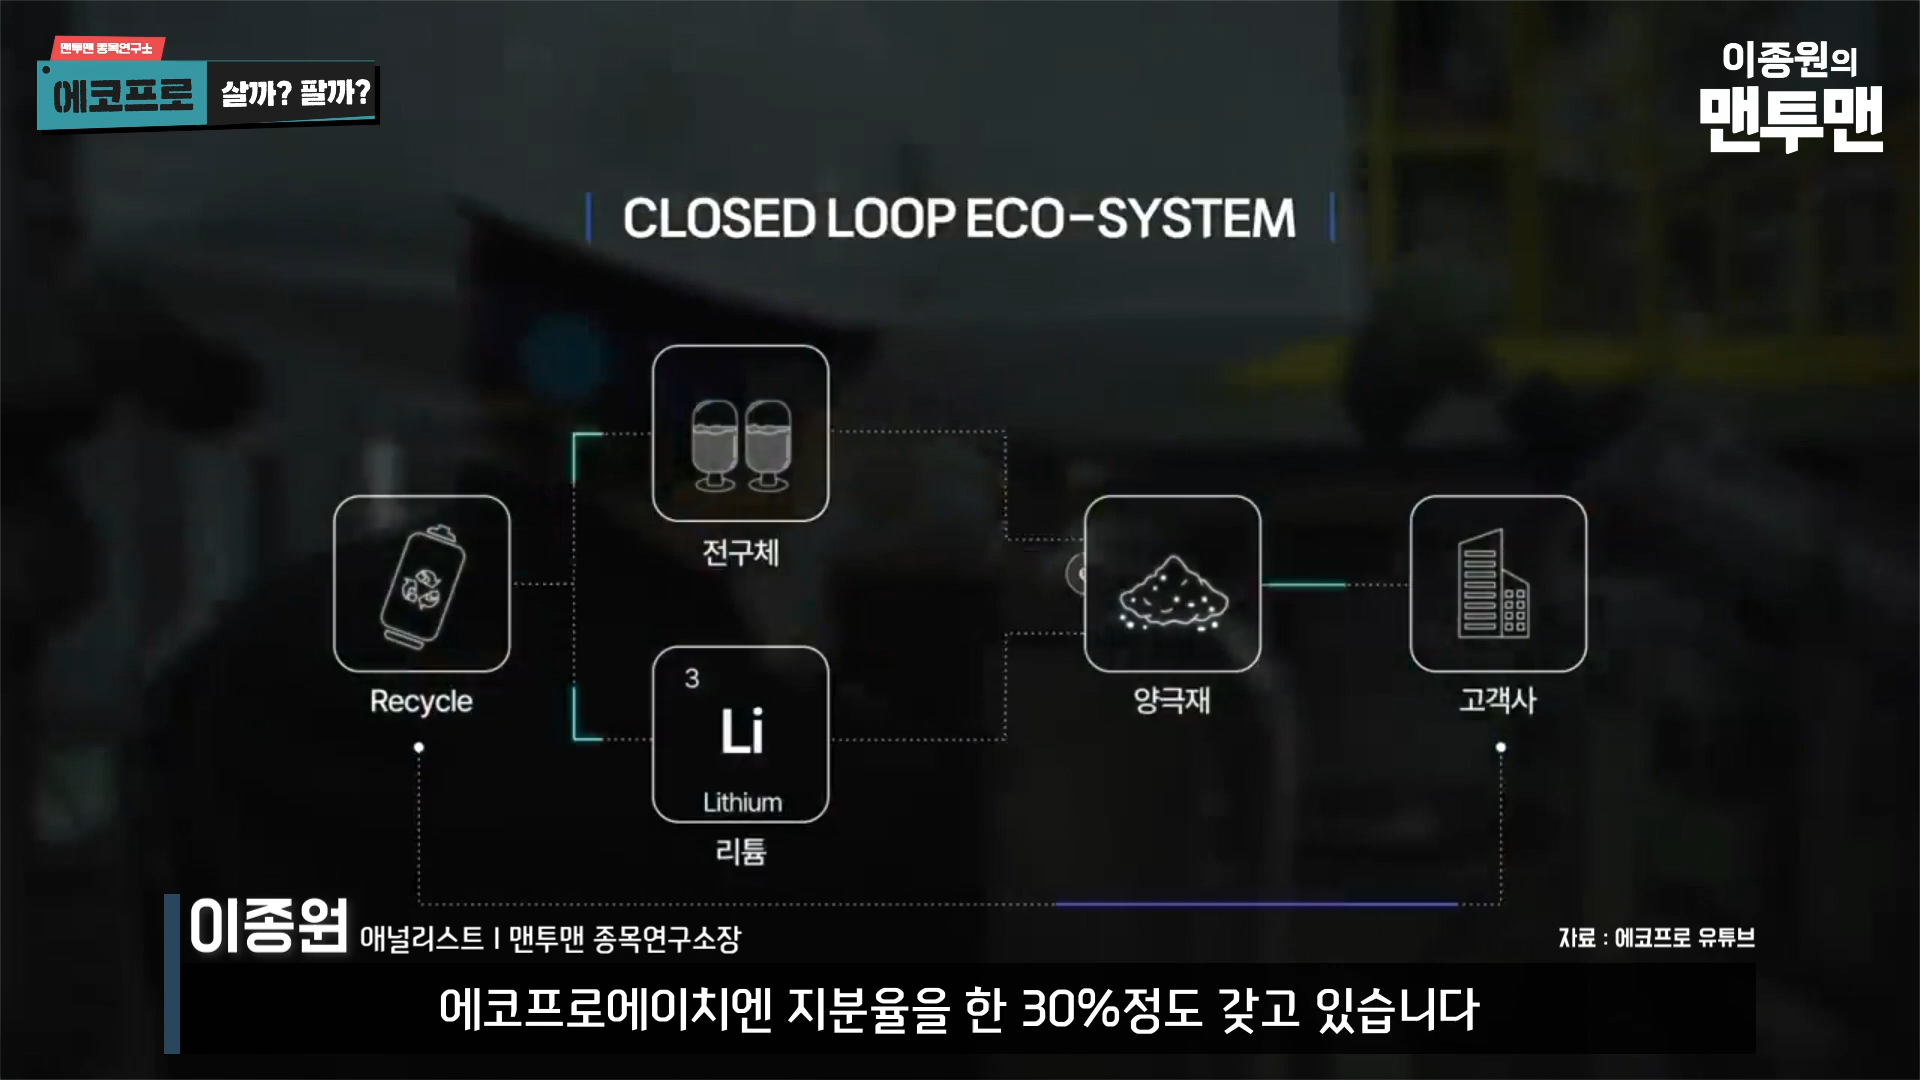 맨투맨 종목연구소
에코프로 살까? 팔까?
이종원의
맨투맨
CLOSED LOOP ECO-SYSTEM
전구체
Recycle
3
Li
Lithium
리튬
양극재
고객사
이종원 애널리스트 | 맨투맨 종목연구소장
자료 : 에코프로 유튜브
에코프로에이치엔 지분율을 한 30%정도 갖고 있습니다